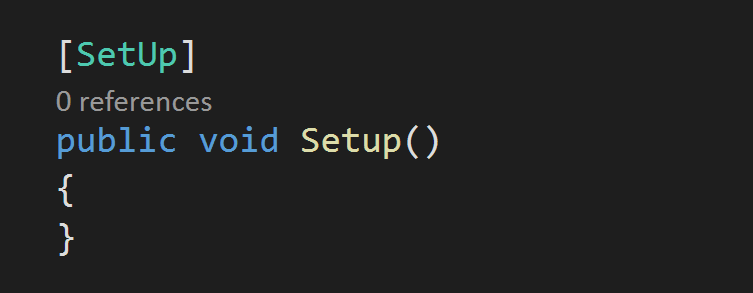 [SetUp]
0 references
public void Setup()
{
}